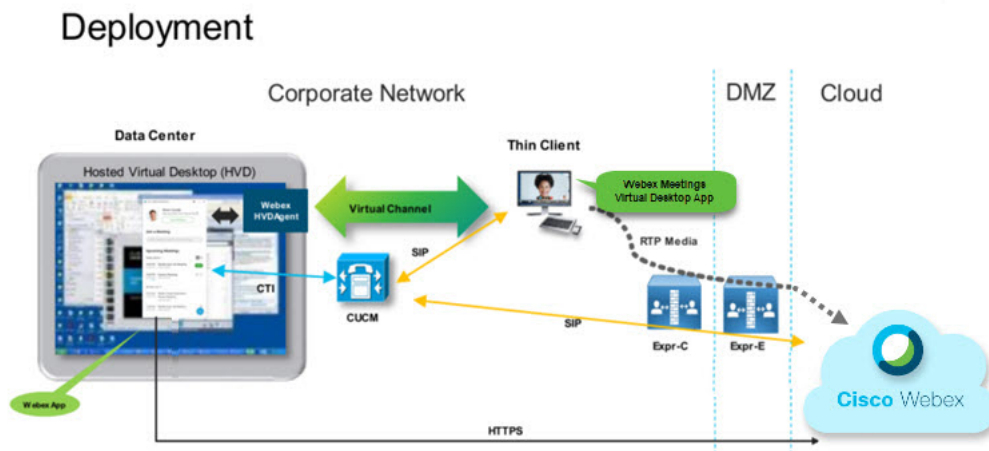 Deployment
Corporate Network
DMZ
Cloud
Data Center
Thin Client
Hosted Virtual Desktop (HVD)
Webex
HVDAgent
Virtual Channel
Webex Meetings
Virtual Desktop App
RTP Media
SIP
CTI
CUCM
SIP
Expr-C
Expr-E
Cisco Webex
Webex App
HTTPS